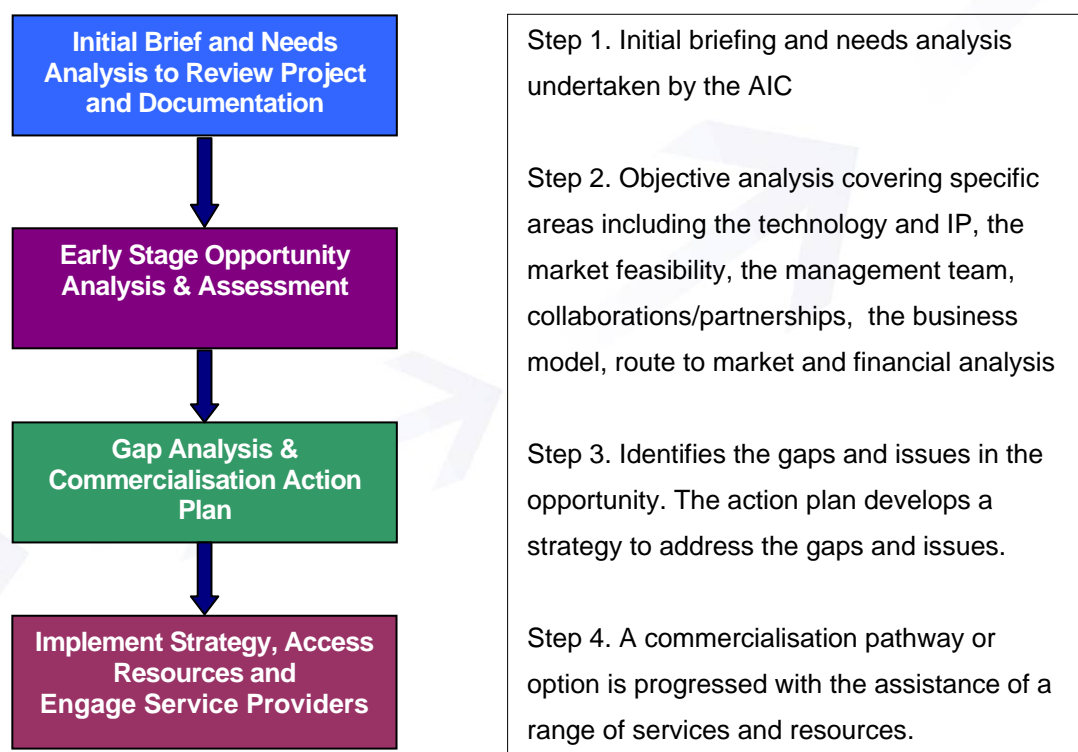 Initial Brief and Needs
Analysis to Review Project
and Documentation
Early Stage Opportunity
Analysis & Assessment
Gap Analysis &
Commercialisation Action
Plan
Implement Strategy, Access
Resources and
Engage Service Providers
Step 1. Initial briefing and needs analysis
undertaken by the AIC
Step 2. Objective analysis covering specific
areas including the technology and IP, the
market feasibility, the management team,
collaborations/partnerships,  the business
model, route to market and financial analysis
Step 3. Identifies the gaps and issues in the
opportunity. The action plan develops a
strategy to address the gaps and issues.
Step 4. A commercialisation pathway or
option is progressed with the assistance of a
range of services and resources.